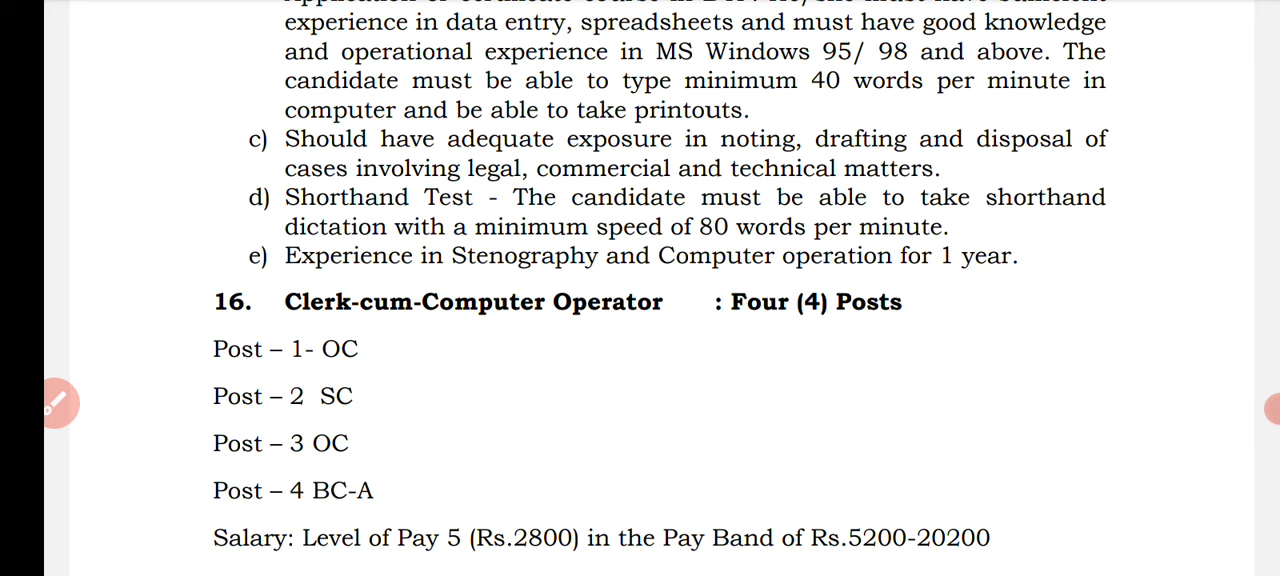 experience in data entry, spreadsheets and must have good knowledge
and operational experience in MS Windows 95/ 98 and above. The
candidate must be able to type minimum 40 words per minute in
computer and be able to take printouts.
c) Should have adequate exposure in noting, drafting and disposal of
cases involving legal, commercial and technical matters.
d) Shorthand Test - The candidate must be able to take shorthand
dictation with a minimum speed of 80 words per minute.
e) Experience in Stenography and Computer operation for 1 year.
16. Clerk-cum-Computer Operator : Four (4) Posts
Post – 1- OC
Post – 2 SC
Post – 3 OC
Post – 4 BC-A
Salary: Level of Pay 5 (Rs.2800) in the Pay Band of Rs.5200-20200